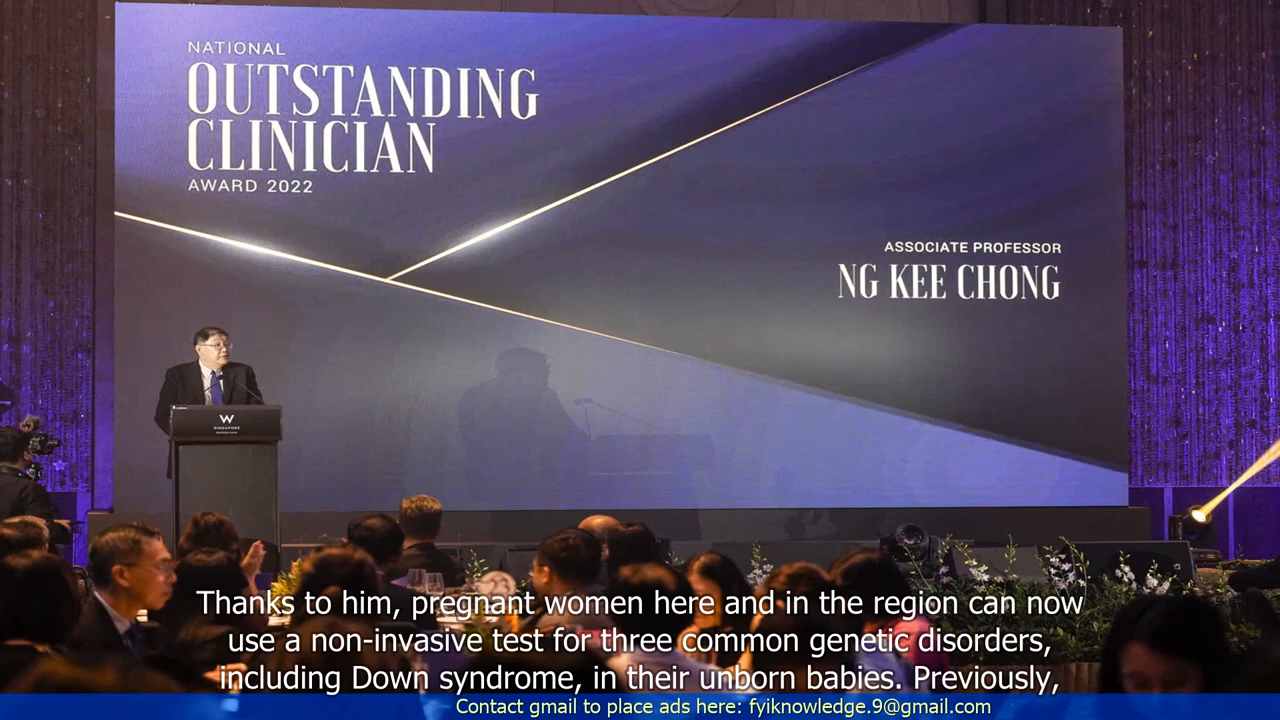 NATIONAL
OUTSTANDING
CLINICIAN
AWARD 2022
ASSOCIATE PROFESSOR
NG KEE CHONG
W
SINGAPORE
Thanks to him, pregnant women here and in the region can now
use a non-invasive test for three common genetic disorders,
including Down syndrome, in their unborn babies. Previously,
Contact gmail to place ads here: fyiknowledge.9@gmail.com